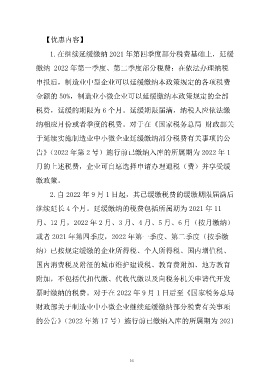 【优惠内容】
1.在继续延缓缴纳 2021 年第四季度部分税费基础上，延缓
缴纳 2022 年第一季度、第二季度部分税费；在依法办理纳税
申报后，制造业中型企业可以延缓缴纳本政策规定的各项税费
金额的 50%，制造业小微企业可以延缓缴纳本政策规定的全部
税费，延缓的期限为 6 个月。延缓期限届满，纳税人应依法缴
纳相应月份或者季度的税费。对于在《国家税务总局 财政部关
于延续实施制造业中小微企业延缓缴纳部分税费有关事项的公
告》（2022 年第 2 号）施行前已缴纳入库的所属期为 2022 年 1
月的上述税费，企业可自愿选择申请办理退税（费）并享受缓
缴政策。
2.自 2022 年 9 月 1 日起，其已缓缴税费的缓缴期限届满后
继续延长 4 个月。延缓缴纳的税费包括所属期为 2021 年 11
月、12 月，2022 年 2 月、3 月、4 月、5 月、6 月（按月缴纳）
或者 2021 年第四季度，2022 年第一季度、第二季度（按季缴
纳）已按规定缓缴的企业所得税、个人所得税、国内增值税、
国内消费税及附征的城市维护建设税、教育费附加、地方教育
附加，不包括代扣代缴、代收代缴以及向税务机关申请代开发
票时缴纳的税费。对于在 2022 年 9 月 1 日后至《国家税务总局
财政部关于制造业中小微企业继续延缓缴纳部分税费有关事项
的公告》（2022 年第 17 号）施行前已缴纳入库的所属期为 2021